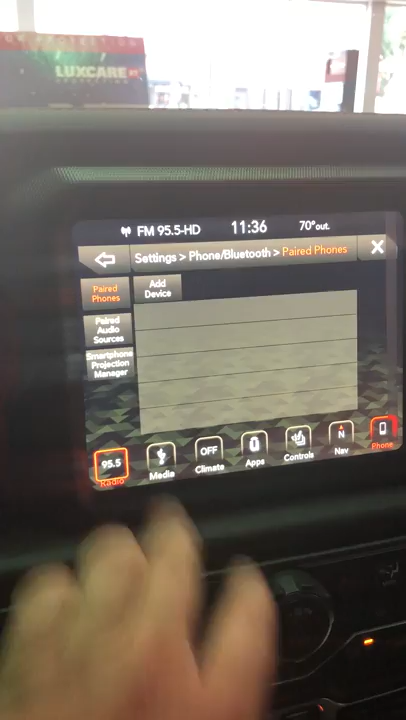 LUXCARE
FM 95.5-HD
11:36
70°out.
Settings > Phone/Bluetooth > Paired Phones
X
Paired
Phones
Add
Device
Paired
Audio
Sources
Smartphone
Projection
Manager
95.5
Radio
Media
OFF
Climate
Apps
Controls
N
Nav
Phone